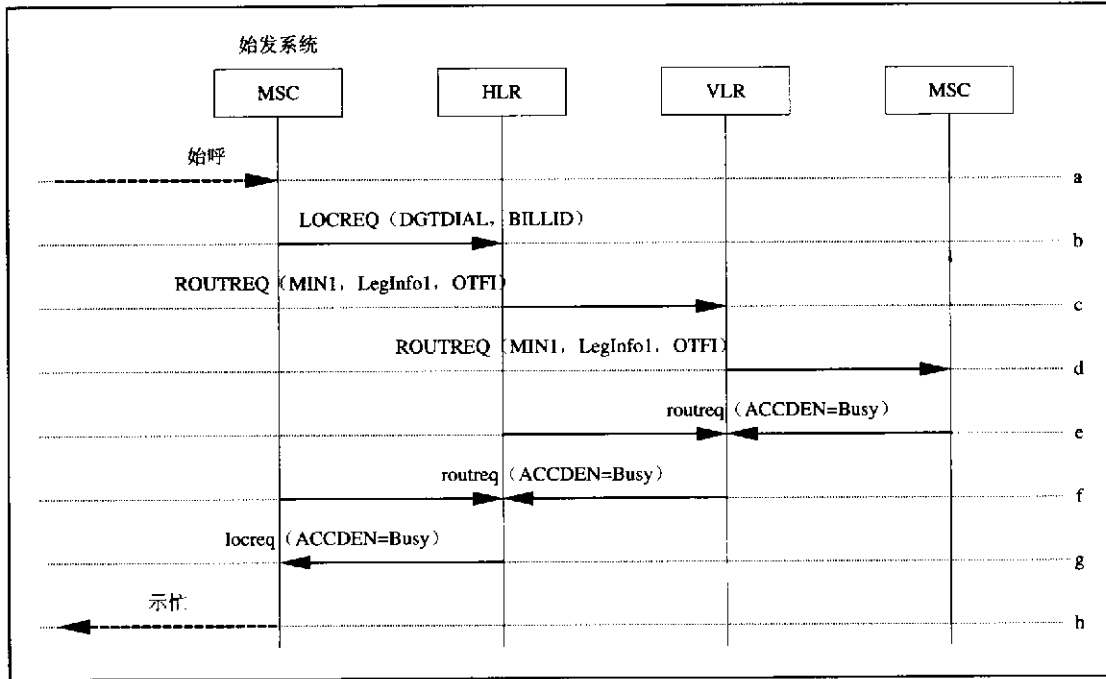 始发系统
MSC HLR VLR MSC
始呼
a
LOCREQ（DGTDIAL，BILLID）
b
ROUTREQ（MIN1，LegInfo1，OTFI）
c
ROUTREQ（MIN1，LegInfo1，OTFI）
d
routreq（ACCDEN=Busy）
e
routreq（ACCDEN=Busy）
f
locreq（ACCDEN=Busy）
g
示忙
h